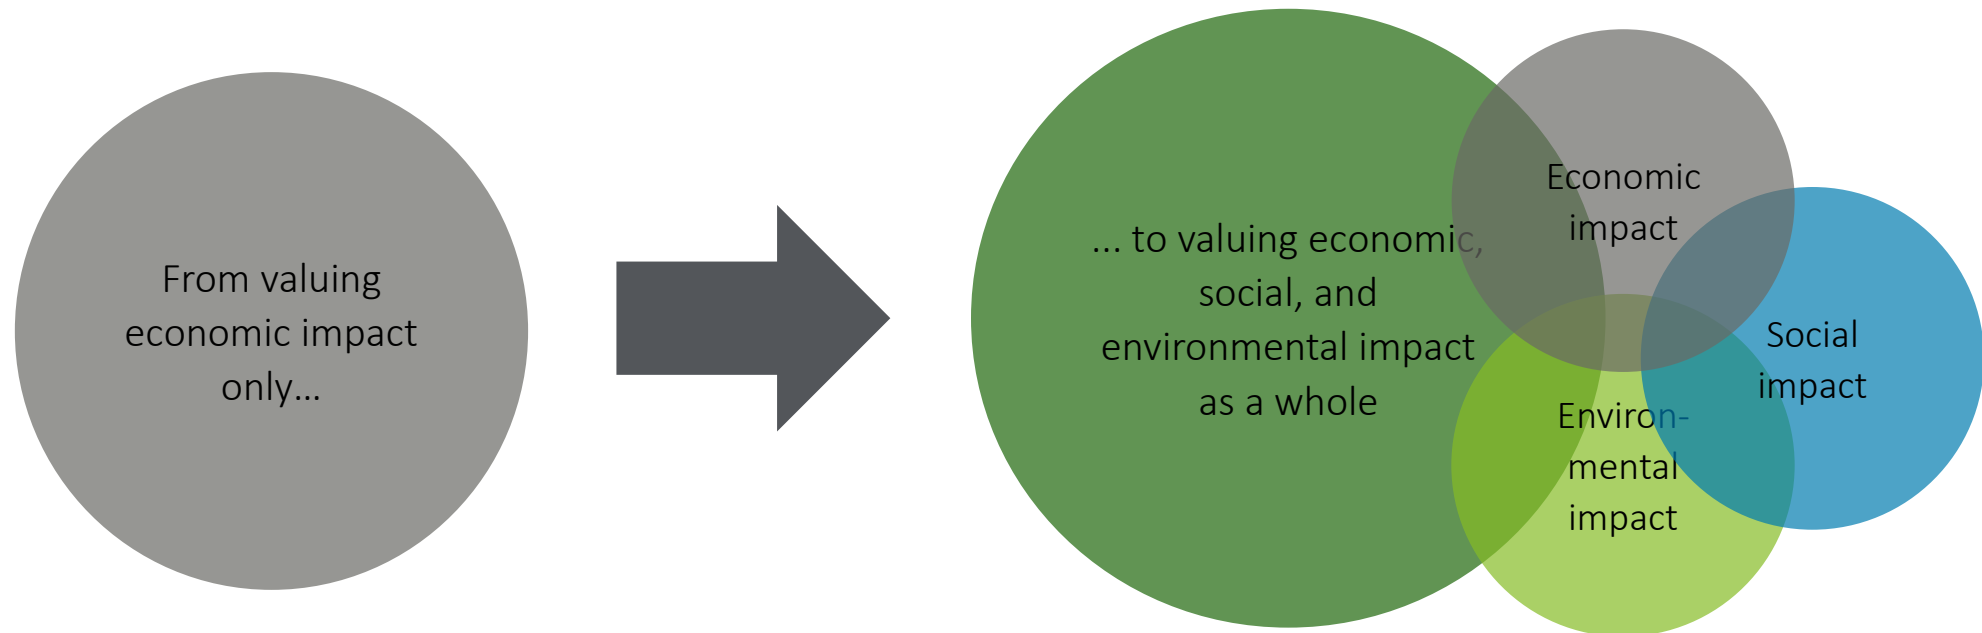 From valuing
economic impact
only...
... to valuing economic,
social, and
environmental impact
as a whole
Economic
impact
Social
impact
Environ-
mental
impact